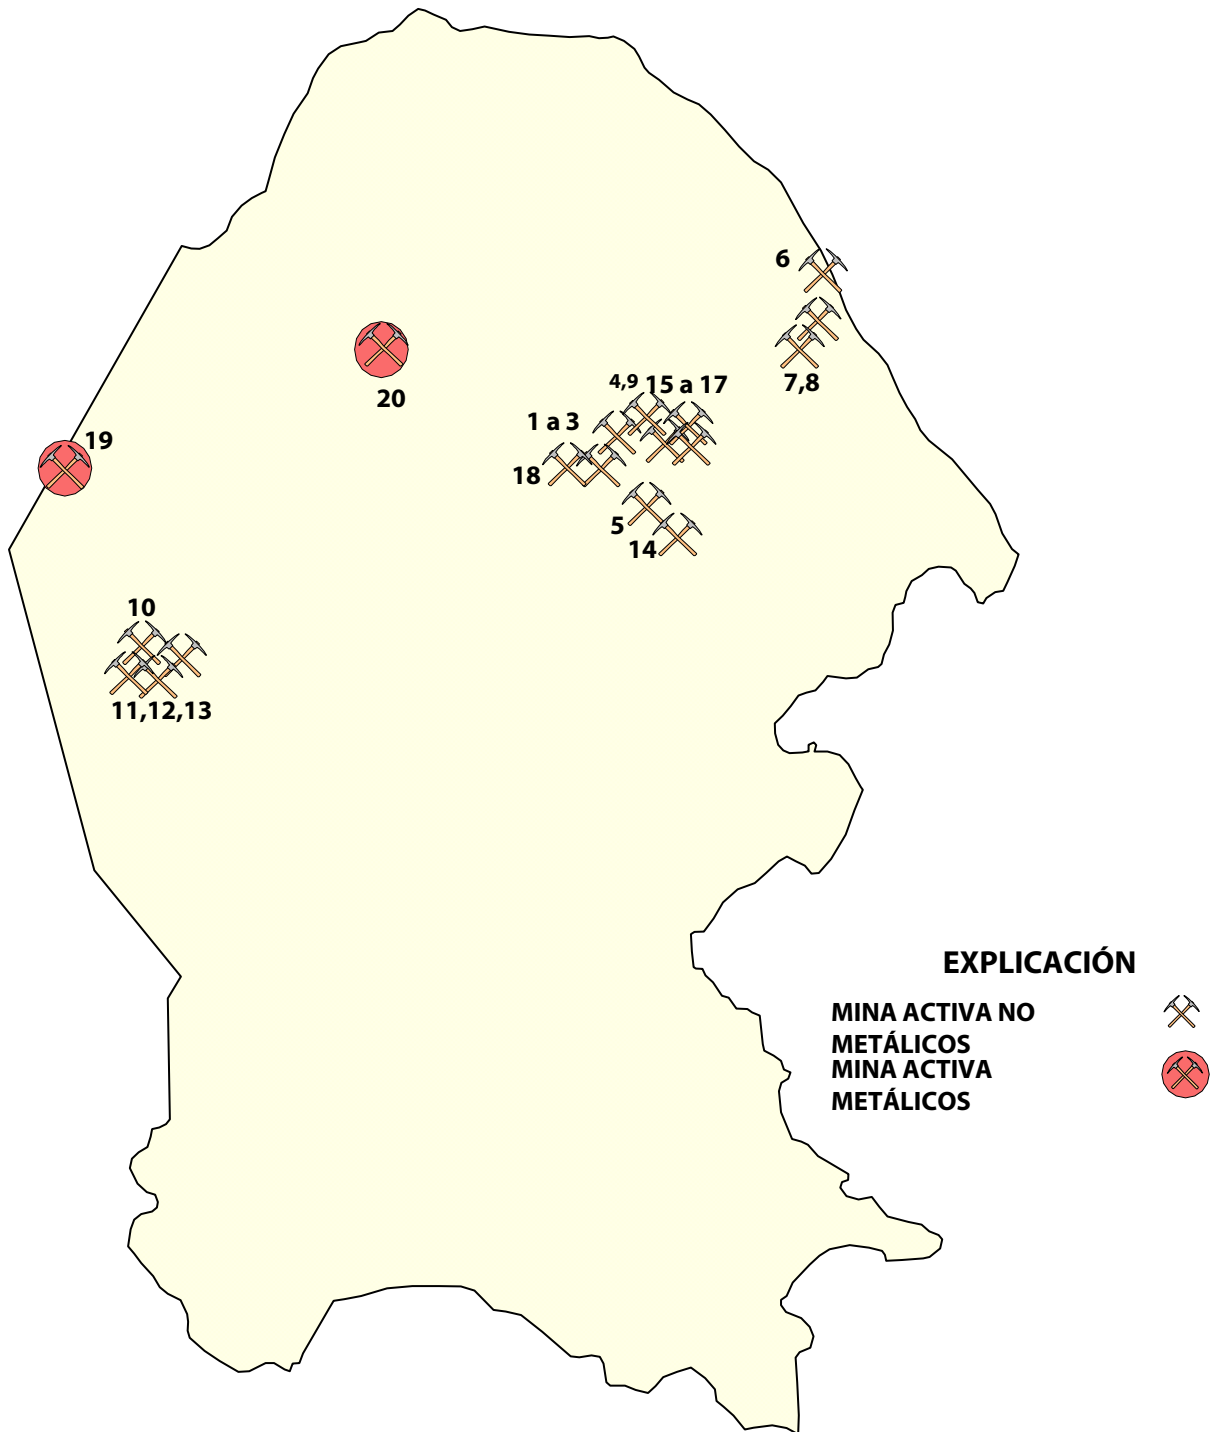 6
7,8
20
4,9 15 a 17
1 a 3
19
18
5
14
10
11,12,13
EXPLICACIÓN
MINA ACTIVA NO
METÁLICOS
MINA ACTIVA
METÁLICOS